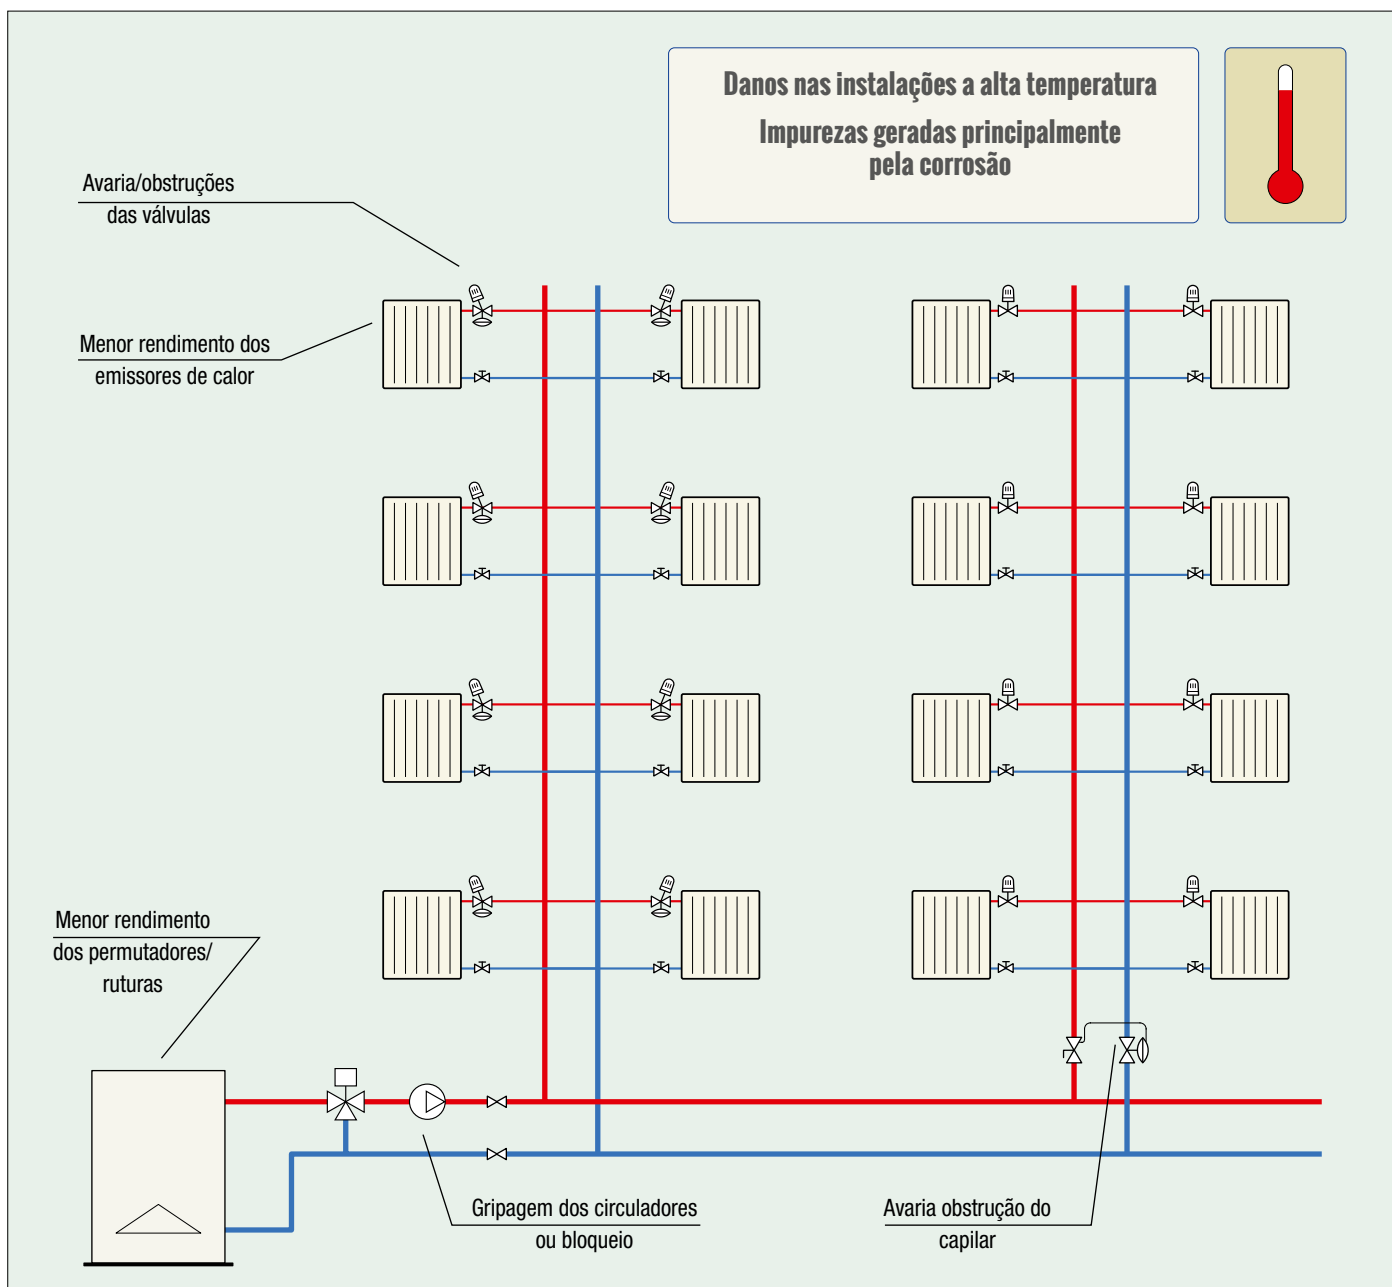 Danos nas instalações a alta temperatura
Impurezas geradas principalmente
pela corrosão
Avaria/obstruções
das válvulas
Menor rendimento dos
emissores de calor
Menor rendimento
dos permutadores/
ruturas
Gripagem dos circuladores
ou bloqueio
Avaria obstrução do
capilar